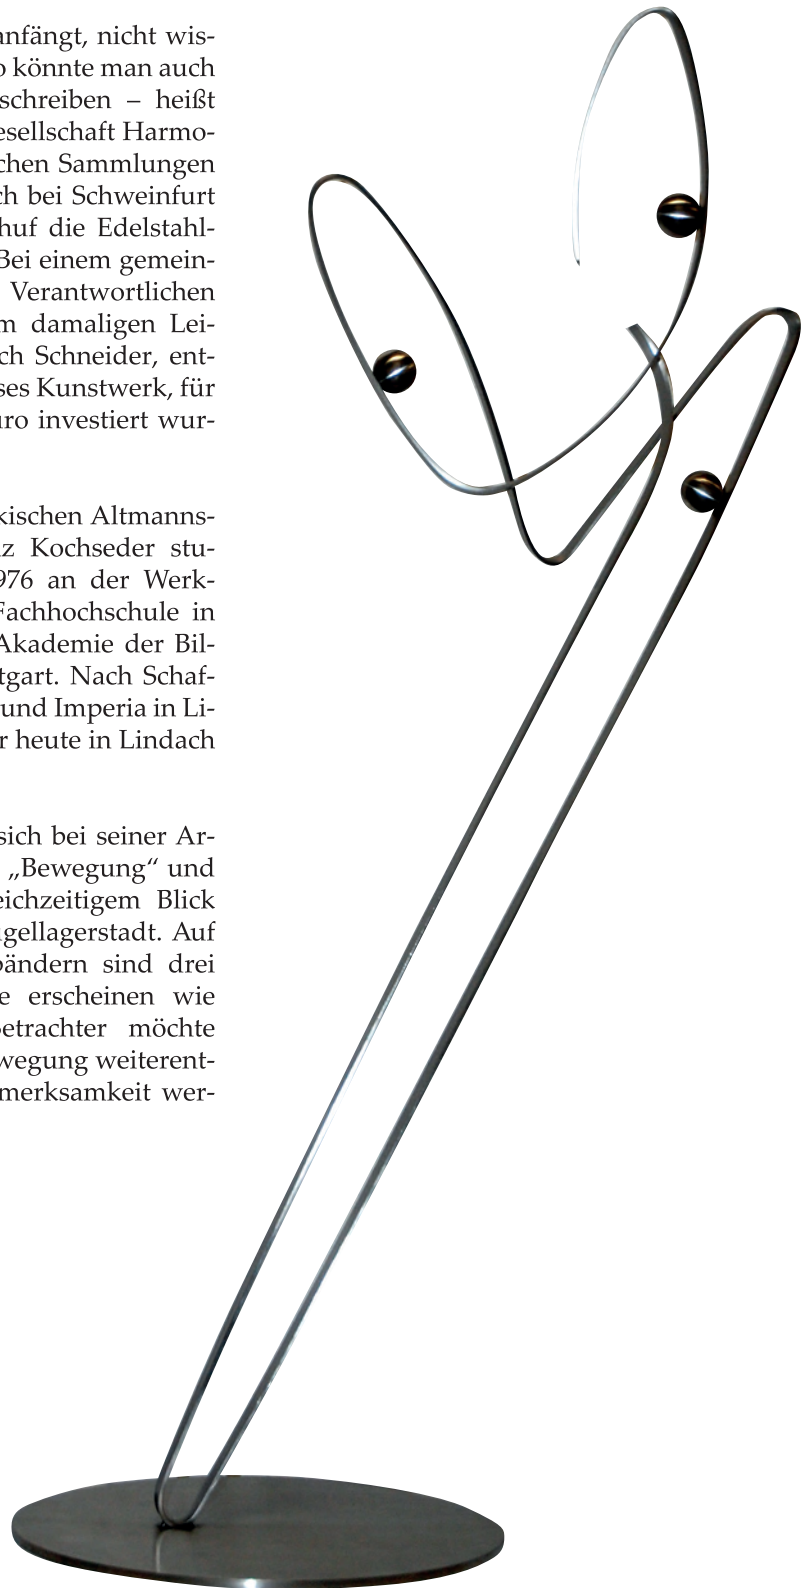 anfängt, nicht wis-
o könnte man auch
schreiben – heißt
esellschaft Harmo-
chen Sammlungen
ch bei Schweinfurt
huf die Edelstahl-
Bei einem gemein-
Verantwortlichen
m damaligen Lei-
ch Schneider, ent-
ses Kunstwerk, für
uro investiert wur-
kischen Altmanns-
z Kochseder stu-
976 an der Werk-
Fachhochschule in
Akademie der Bil-
tgart. Nach Schaf-
und Imperia in Li-
r heute in Lindach
sich bei seiner Ar-
„Bewegung“ und
eichzeitigem Blick
gellagerstadt. Auf
bändern sind drei
e erscheinen wie
Betrachter möchte
wegung weiterent-
merksamkeit wer-